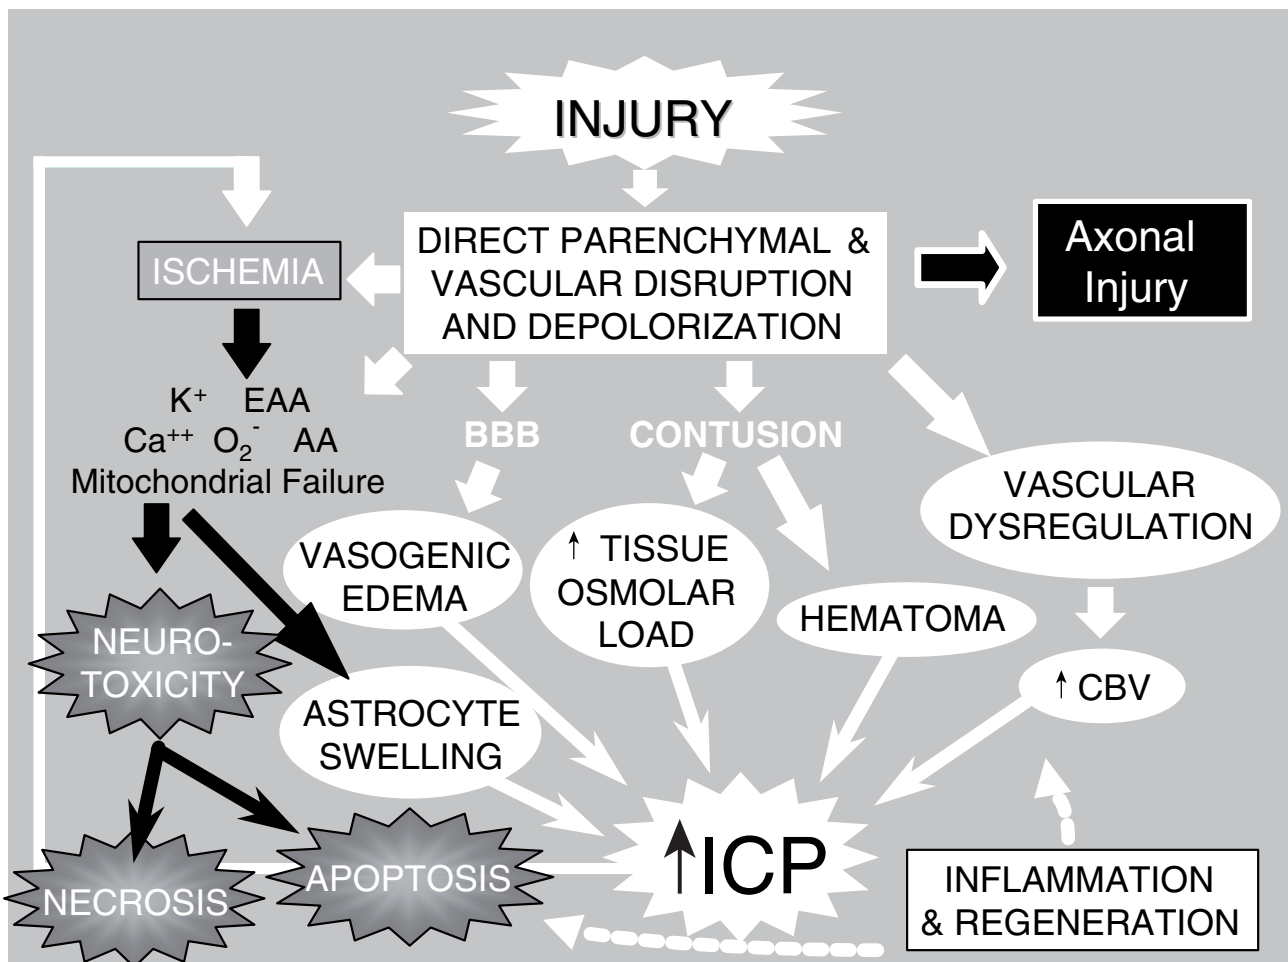 INJURY
DIRECT PARENCHYMAL &
VASCULAR DISRUPTION
AND DEPOLORIZATION
Axonal
Injury
ISCHEMIA
K⁺ EAA
Ca⁺⁺ O₂⁻ AA
Mitochondrial Failure
BBB
CONTUSION
VASCULAR
DYSREGULATION
VASOGENIC
EDEMA
↑ TISSUE
OSMOLAR
LOAD
HEMATOMA
NEURO-
TOXICITY
↑ CBV
ASTROCYTE
SWELLING
↑ICP
APOPTOSIS
NECROSIS
INFLAMMATION
& REGENERATION